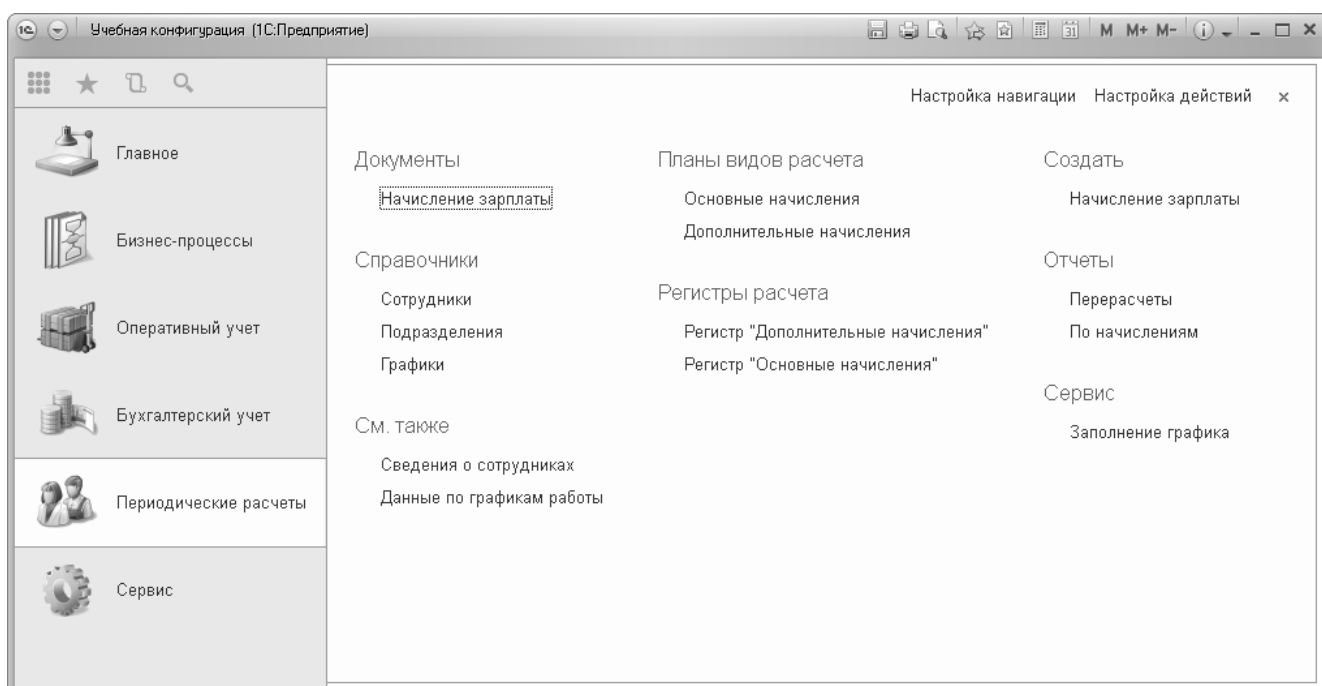 1С Учебная конфигурация (1С:Предприятие) 31 M M+ M-
Настройка навигации Настройка действий
Главное
Бизнес-процессы
Оперативный учет
Бухгалтерский учет
Периодические расчеты
Сервис
Документы
Начисление зарплаты
Справочники
Сотрудники
Подразделения
Графики
См. также
Сведения о сотрудниках
Данные по графикам работы
Планы видов расчета
Основные начисления
Дополнительные начисления
Регистры расчета
Регистр "Дополнительные начисления"
Регистр "Основные начисления"
Создать
Начисление зарплаты
Отчеты
Перерасчеты
По начислениям
Сервис
Заполнение графика